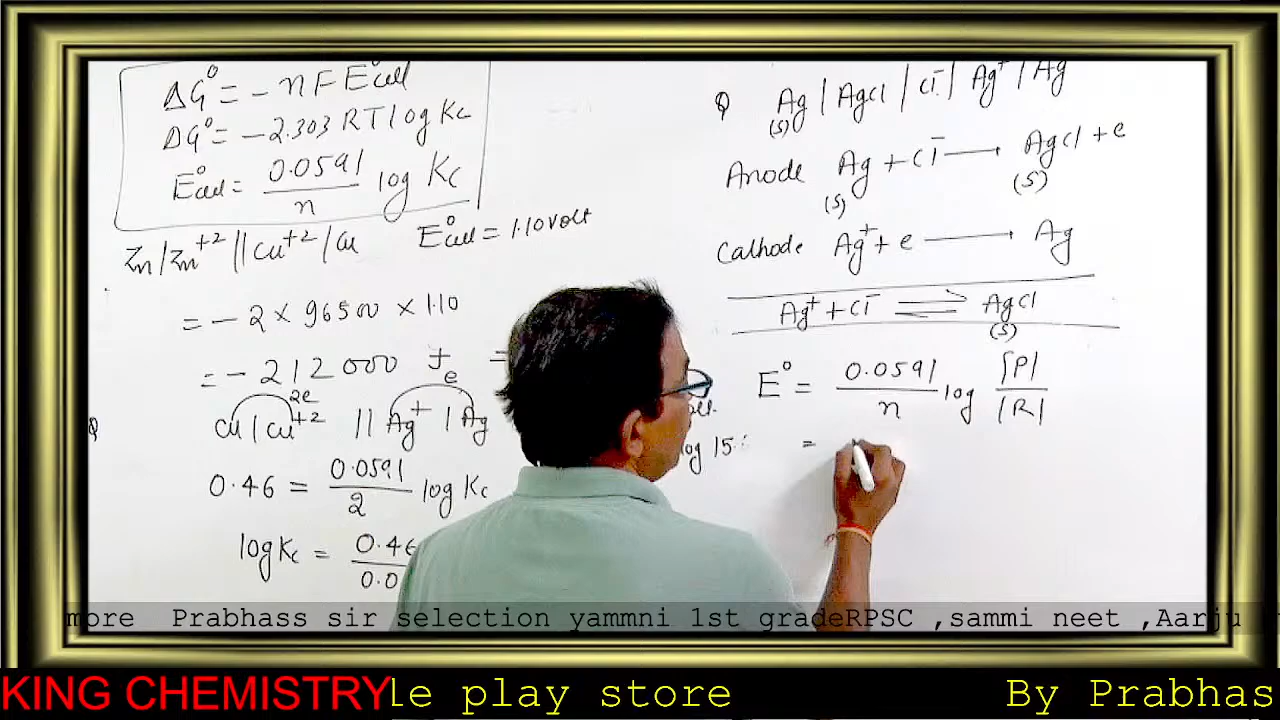 ΔG° = -nFE°cell
ΔG° = -2.303 RT log Kc
E°cell = 0.0591/n log Kc
Zn/Zn+2 || Cu+2/Cu E°cell = 1.10 volt
= -2 × 96500 × 1.10
= -212000 J
2e e
Cu|Cu+2 || Ag+ | Ag
0.46 = 0.0591/2 log Kc
log Kc = 0.46
0.0
=
log 15.
Q Ag(s) | AgCl | Cl- | Ag+ | Ag
Anode Ag(s) + Cl- ⟶ AgCl(s) + e
Cathode Ag+ + e ⟶ Ag
Ag+ + Cl- ⇌ AgCl(s)
E° = 0.0591/n log |P|/|R|
=
more Prabhass sir selection yammni 1st gradeRPSC ,sammi neet ,Aarju
KING CHEMISTRY le play store By Prabhas